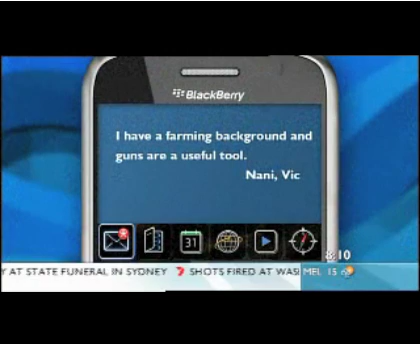 BlackBerry
I have a farming background and
guns are a useful tool.
Nani, Vic
31
8:10
Y AT STATE FUNERAL IN SYDNEY 7 SHOTS FIRED AT WAS MEL 15